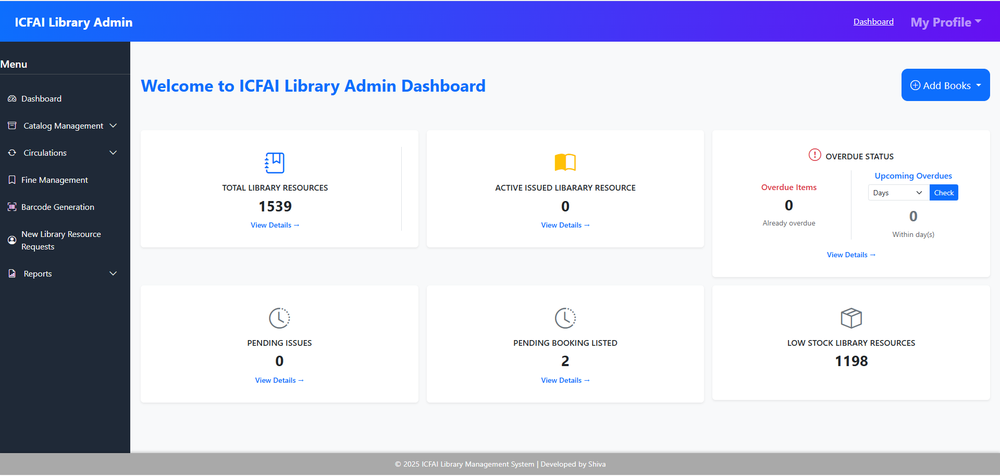 ICFAI Library Admin
Dashboard
My Profile
Menu
Dashboard
Catalog Management
Circulations
Fine Management
Barcode Generation
New Library Resource
Requests
Reports
Welcome to ICFAI Library Admin Dashboard
Add Books
TOTAL LIBRARY RESOURCES
1539
View Details →
ACTIVE ISSUED LIBARARY RESOURCE
0
View Details →
OVERDUE STATUS
Overdue Items
0
Already overdue
Upcoming Overdues
Days
Check
0
Within day(s)
View Details →
PENDING ISSUES
0
View Details →
PENDING BOOKING LISTED
2
View Details →
LOW STOCK LIBRARY RESOURCES
1198
© 2025 ICFAI Library Management System | Developed by Shiva